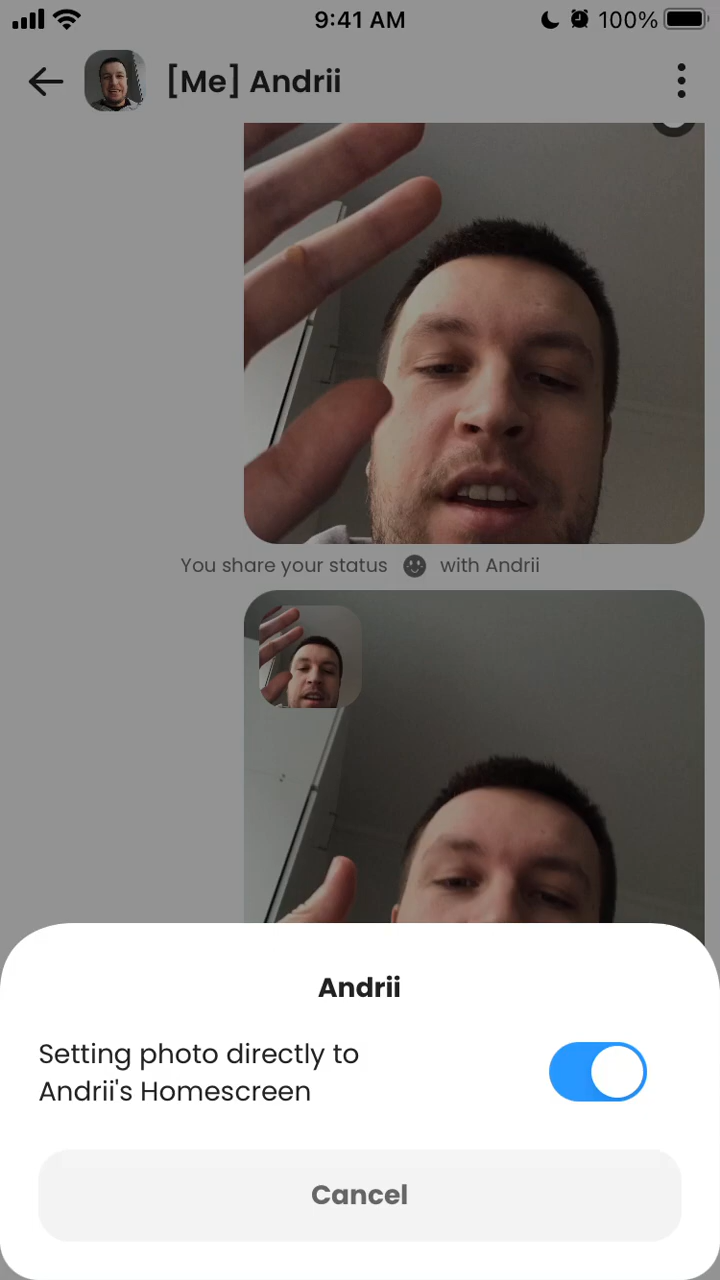 9:41 AM
100%
[Me] Andrii
You share your status with Andrii
Andrii
Setting photo directly to
Andrii's Homescreen
Cancel